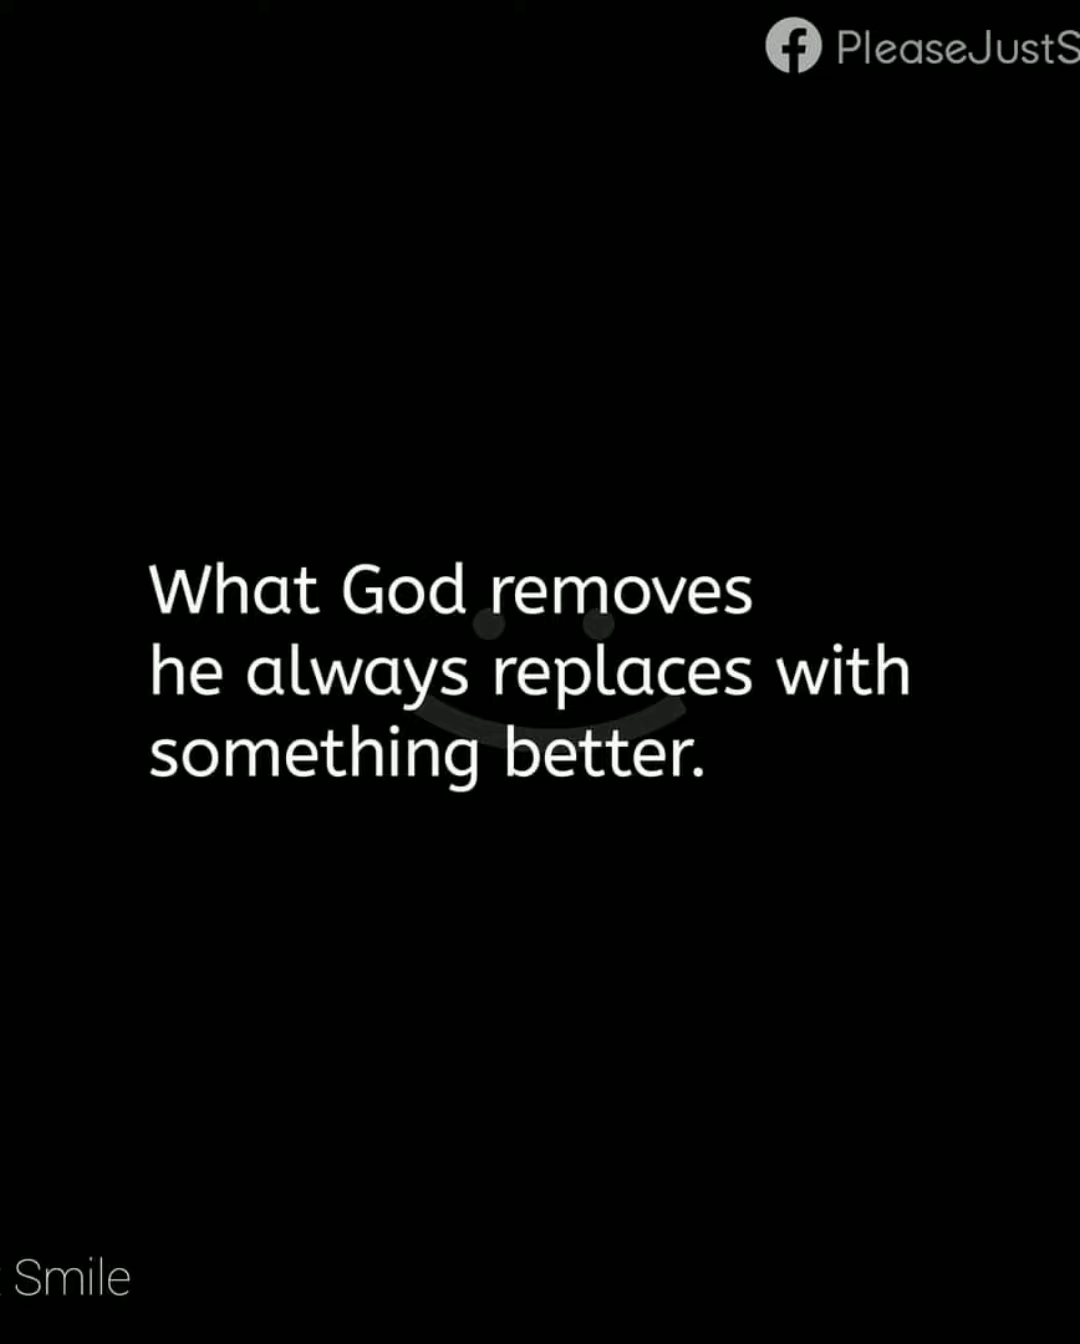 PleaseJustS
What God removes
he always replaces with
something better.
Smile